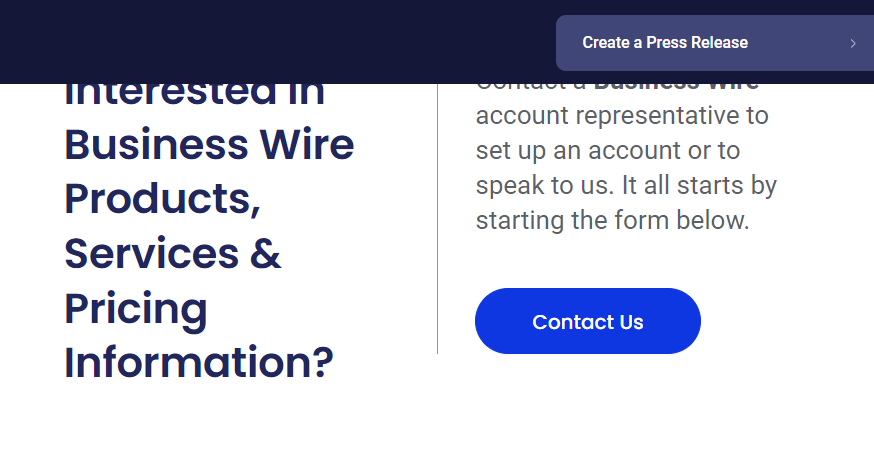 Create a Press Release
Interested in
Business Wire
Products,
Services &
Pricing
Information?
Contact a Business Wire
account representative to
set up an account or to
speak to us. It all starts by
starting the form below.
Contact Us